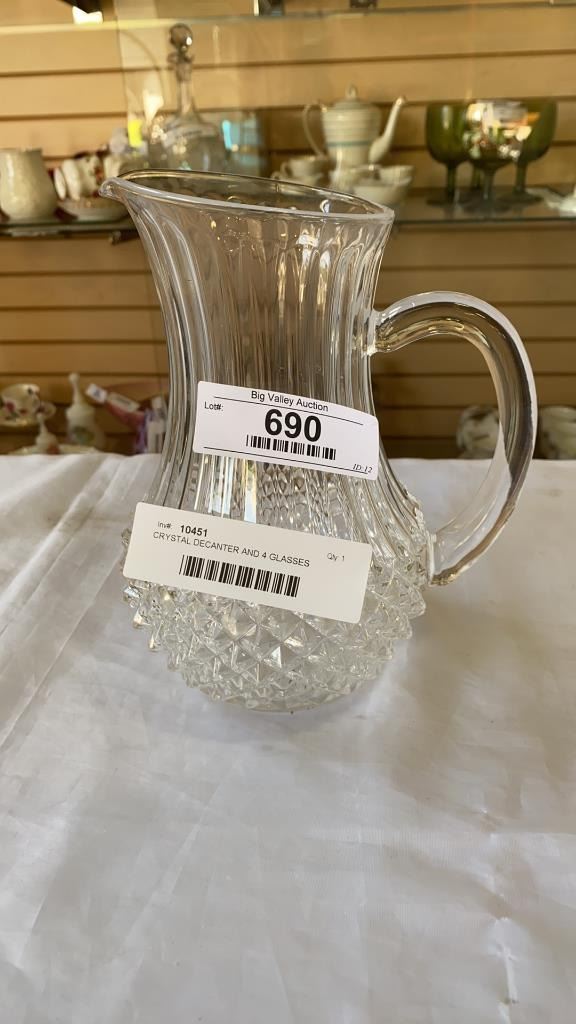 Big Valley Auction
Lot#:
690
ID:12
Inv#: 10451
Qty: 1
CRYSTAL DECANTER AND 4 GLASSES